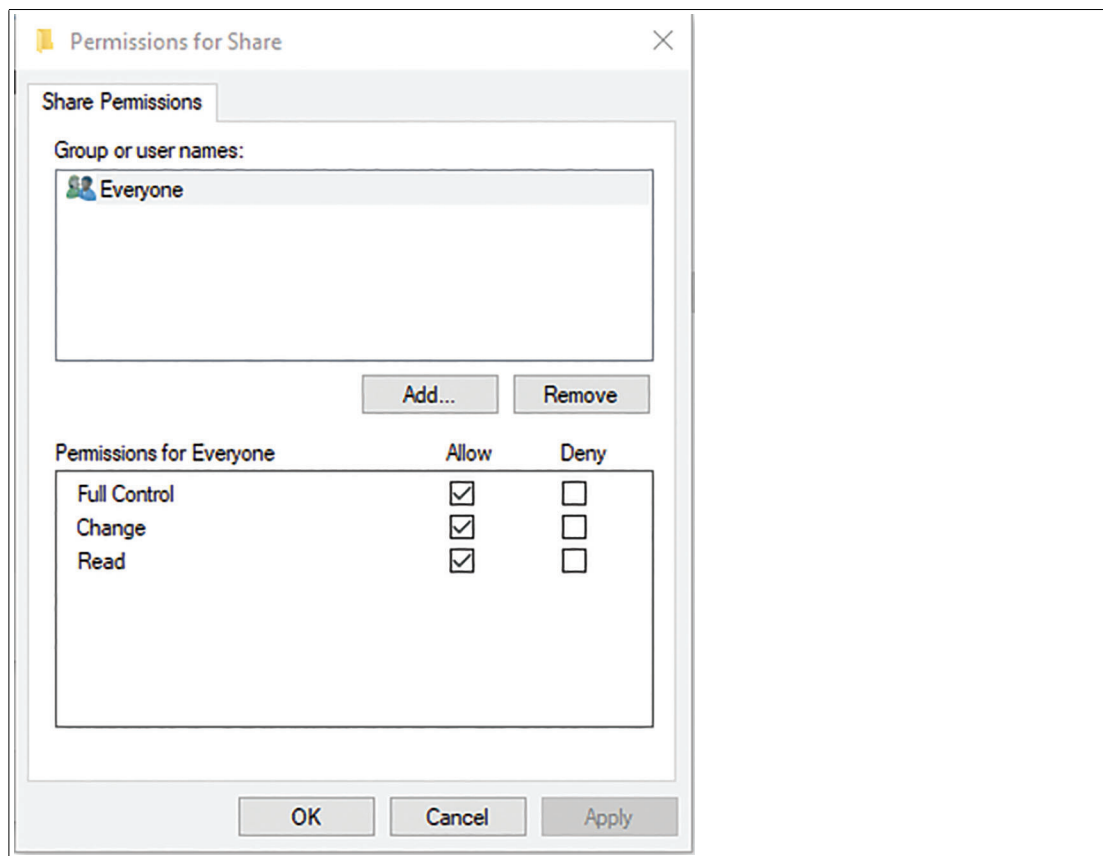 Permissions for Share
Share Permissions
Group or user names:
Everyone
Add... Remove
Permissions for Everyone Allow Deny
Full Control
Change
Read
OK Cancel Apply